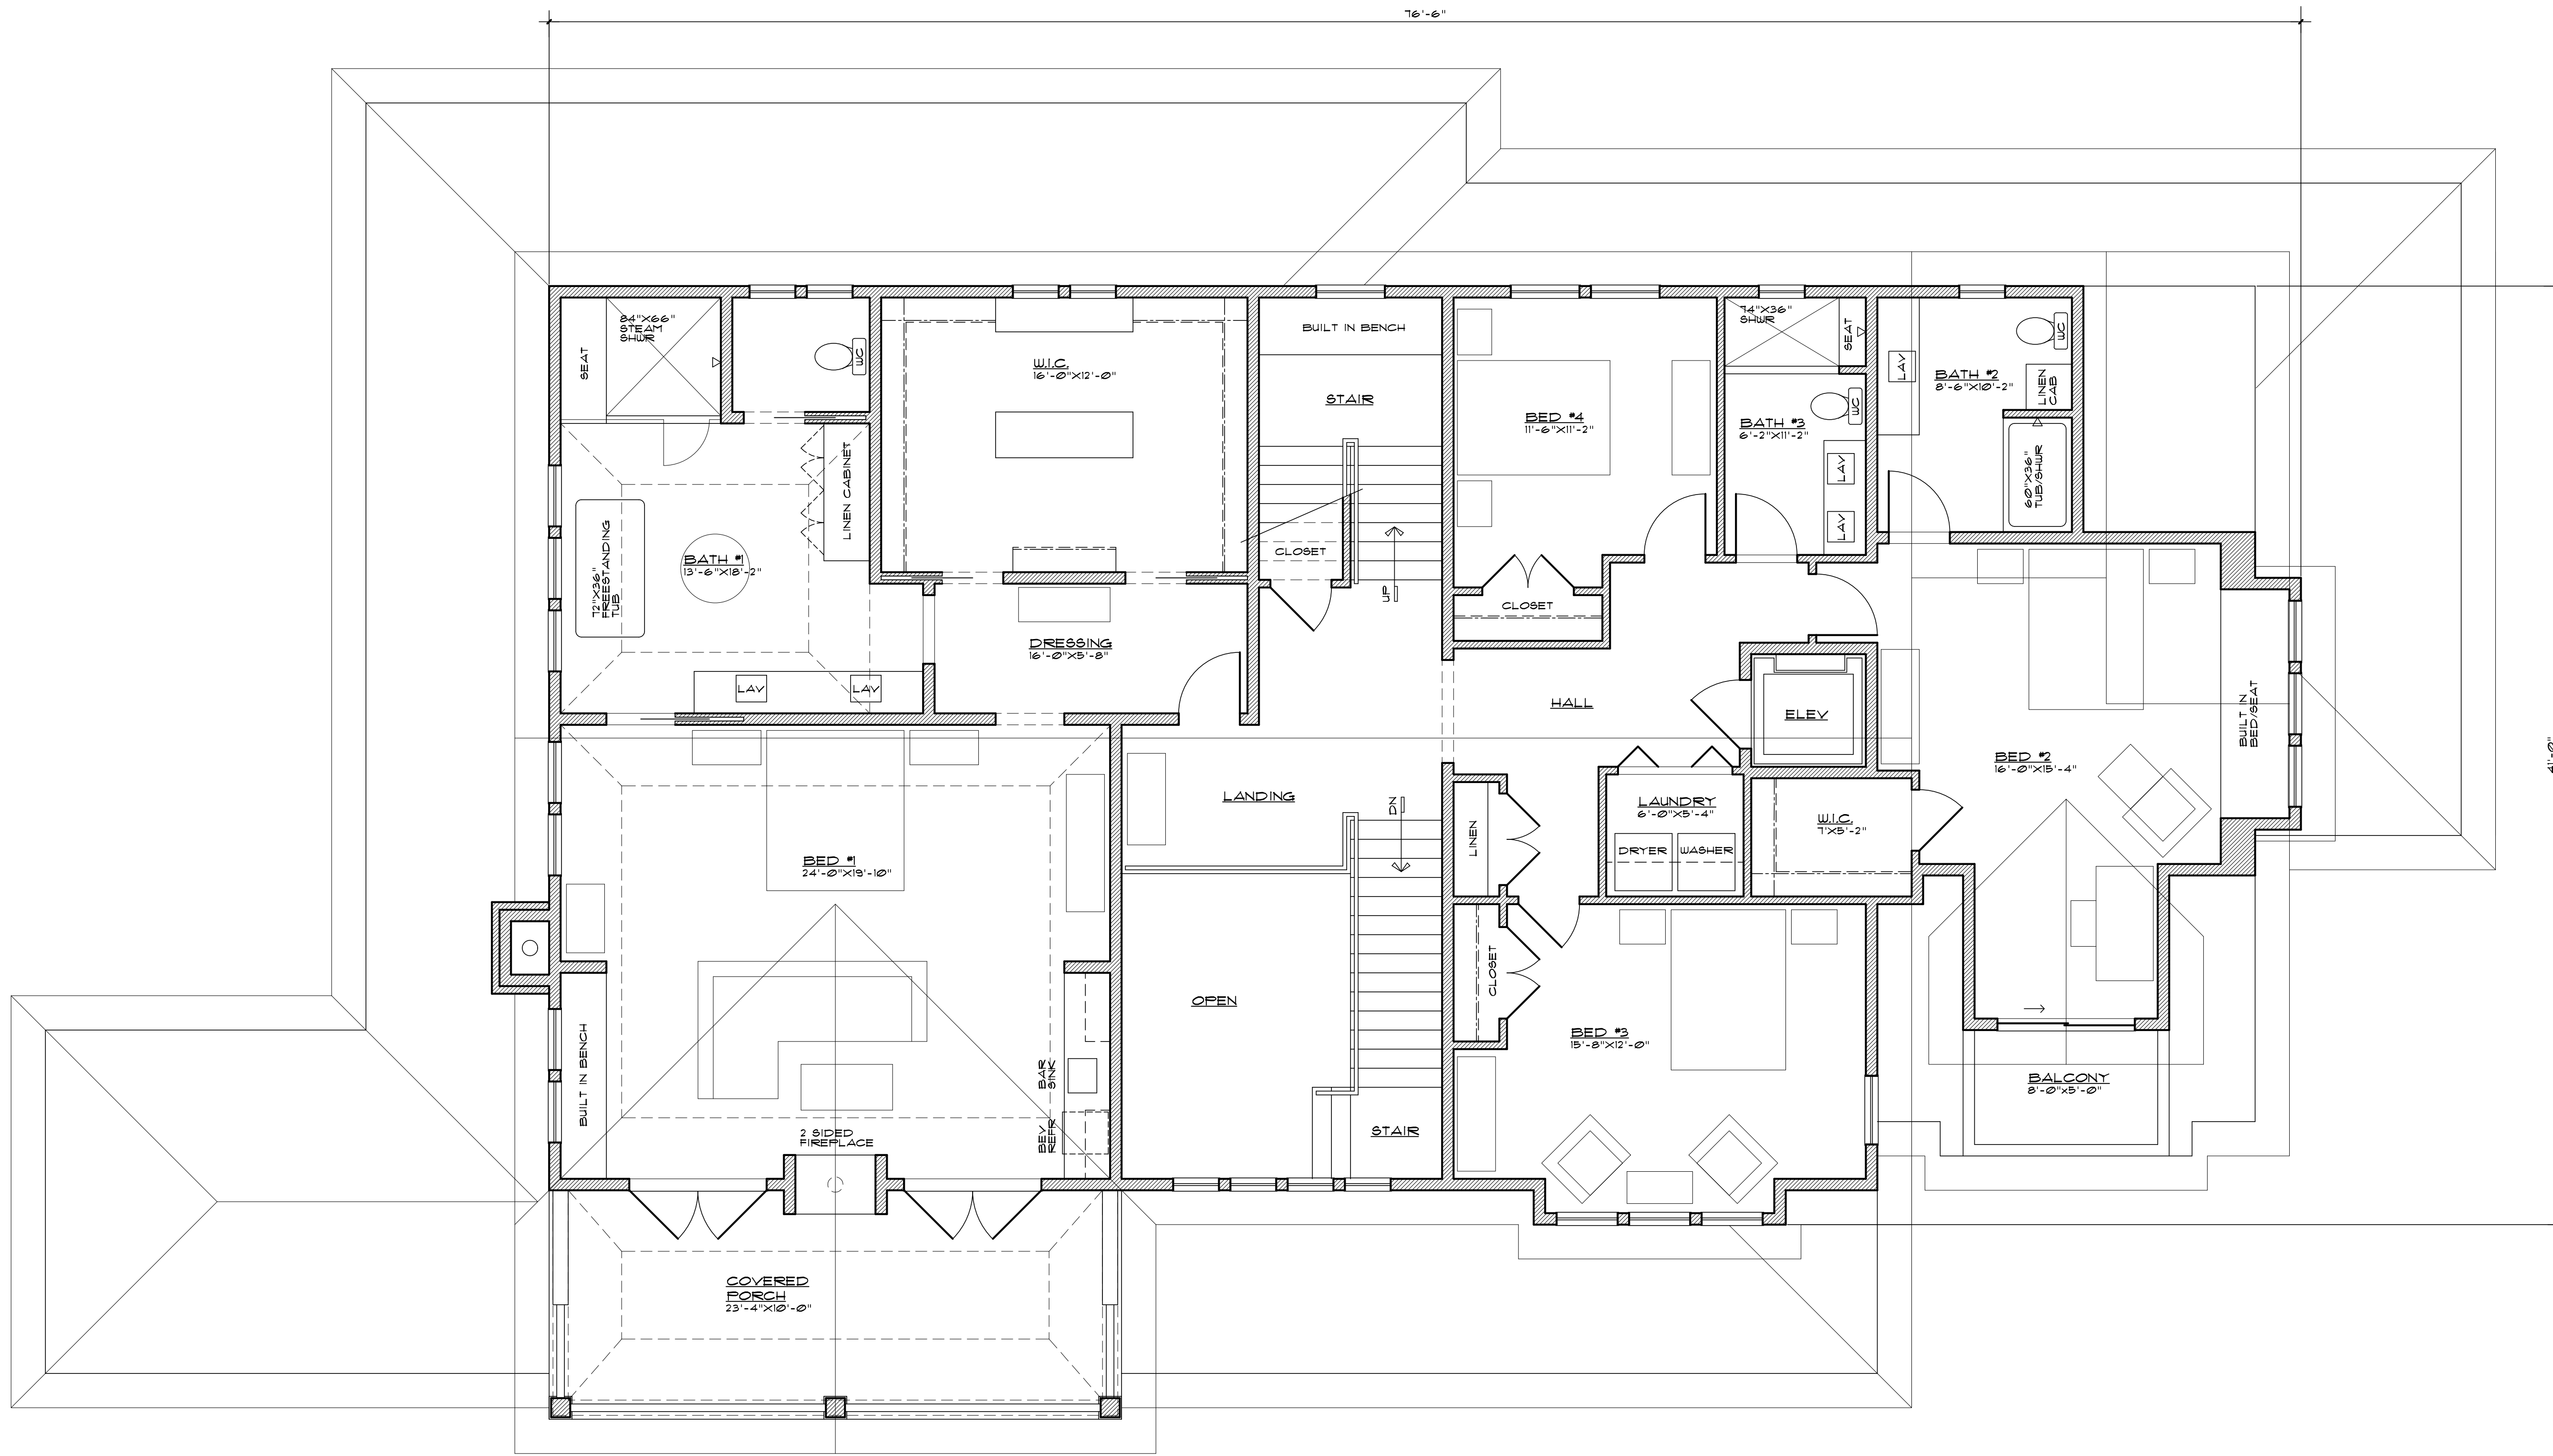 76'-6"
84"X66"
STEAM
SHWR
SEAT
WC
W.I.C.
16'-0"X12'-0"
BUILT IN BENCH
STAIR
BED #4
11'-6"X11'-2"
74"X36"
SHWR
SEAT
WC
BATH #3
6'-2"X11'-2"
LAV
LAV
LAV
BATH #2
8'-6"X10'-2"
WC
LINEN
CAB
60"X36"
TUB/SHWR
LINEN CABINET
72"X36"
FREESTANDING
TUB
BATH #1
13'-6"X18'-2"
LAV
LAV
DRESSING
16'-0"X5'-8"
CLOSET
UP
CLOSET
HALL
ELEV
BUILT IN
BED/SEAT
BED #2
16'-0"X15'-4"
41'-0"
LANDING
DN
LINEN
LAUNDRY
6'-0"X5'-4"
DRYER
WASHER
W.I.C.
7'X5'-2"
BED #1
24'-0"X19'-10"
OPEN
CLOSET
BED #3
15'-8"X12'-0"
BALCONY
8'-0"X5'-0"
BUILT IN BENCH
BAR
SINK
BEV
REFR
2 SIDED
FIREPLACE
STAIR
COVERED
PORCH
23'-4"X10'-0"